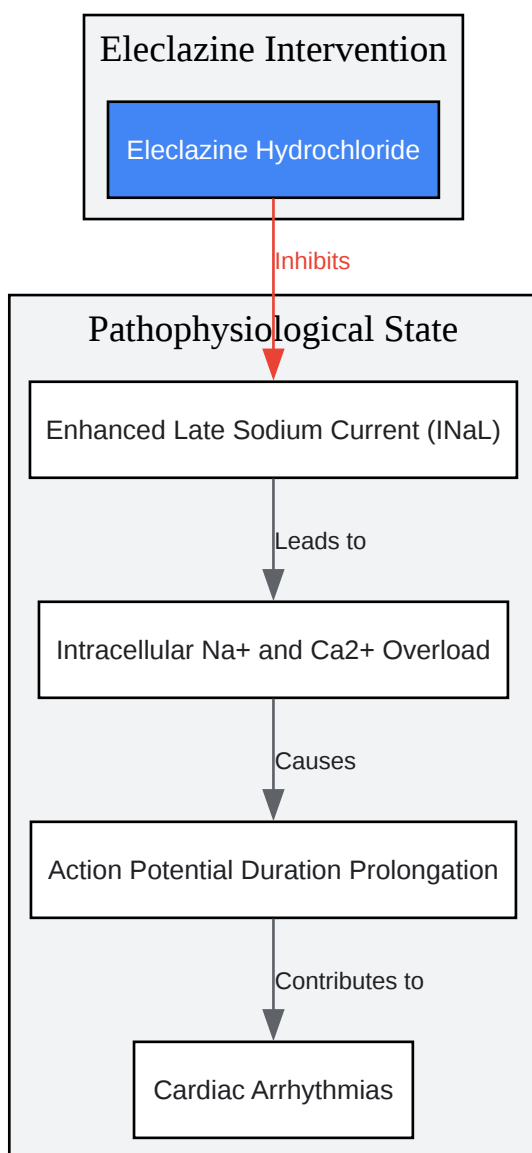 Eleclazine Intervention
Eleclazine Hydrochloride
Inhibits
Pathophysiological State
Enhanced Late Sodium Current (INaL)
Leads to
Intracellular Na+ and Ca2+ Overload
Causes
Action Potential Duration Prolongation
Contributes to
Cardiac Arrhythmias